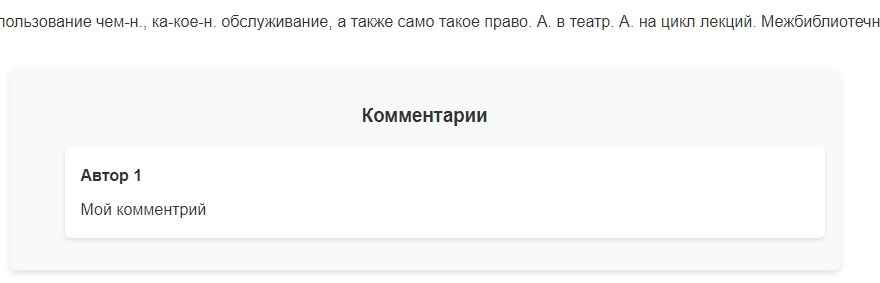 пользование чем-н., ка-кое-н. обслуживание, а также само такое право. А. в театр. А. на цикл лекций. Межбиблиотечн
Комментарии
Автор 1
Мой комментрий